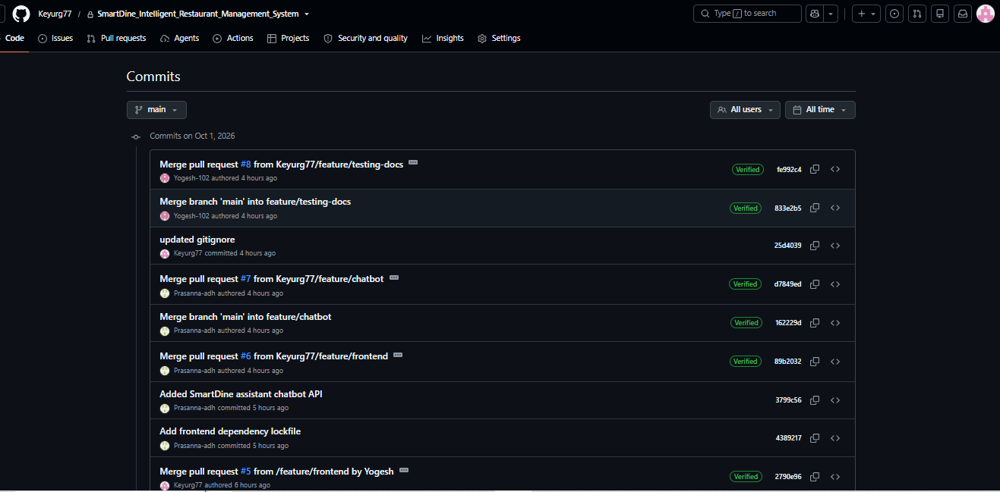 Keyurg77 / SmartDine_Intelligent_Restaurant_Management_System
Type / to search
Code Issues Pull requests Agents Actions Projects Security and quality Insights Settings
Commits
main
All users All time
Commits on Oct 1, 2026
Merge pull request #8 from Keyurg77/feature/testing-docs
Yogesh-102 authored 4 hours ago
Verified fe992c4
Merge branch 'main' into feature/testing-docs
Yogesh-102 authored 4 hours ago
Verified 833e2b5
updated gitignore
Keyurg77 committed 4 hours ago
25d4039
Merge pull request #7 from Keyurg77/feature/chatbot
Prasanna-adh authored 4 hours ago
Verified d7849ed
Merge branch 'main' into feature/chatbot
Prasanna-adh authored 4 hours ago
Verified 162229d
Merge pull request #6 from Keyurg77/feature/frontend
Prasanna-adh authored 4 hours ago
Verified 89b2032
Added SmartDine assistant chatbot API
Prasanna-adh committed 5 hours ago
3799c56
Add frontend dependency lockfile
Prasanna-adh committed 5 hours ago
4389217
Merge pull request #5 from /feature/frontend by Yogesh
Keyurg77 authored 6 hours ago
Verified 2790e96